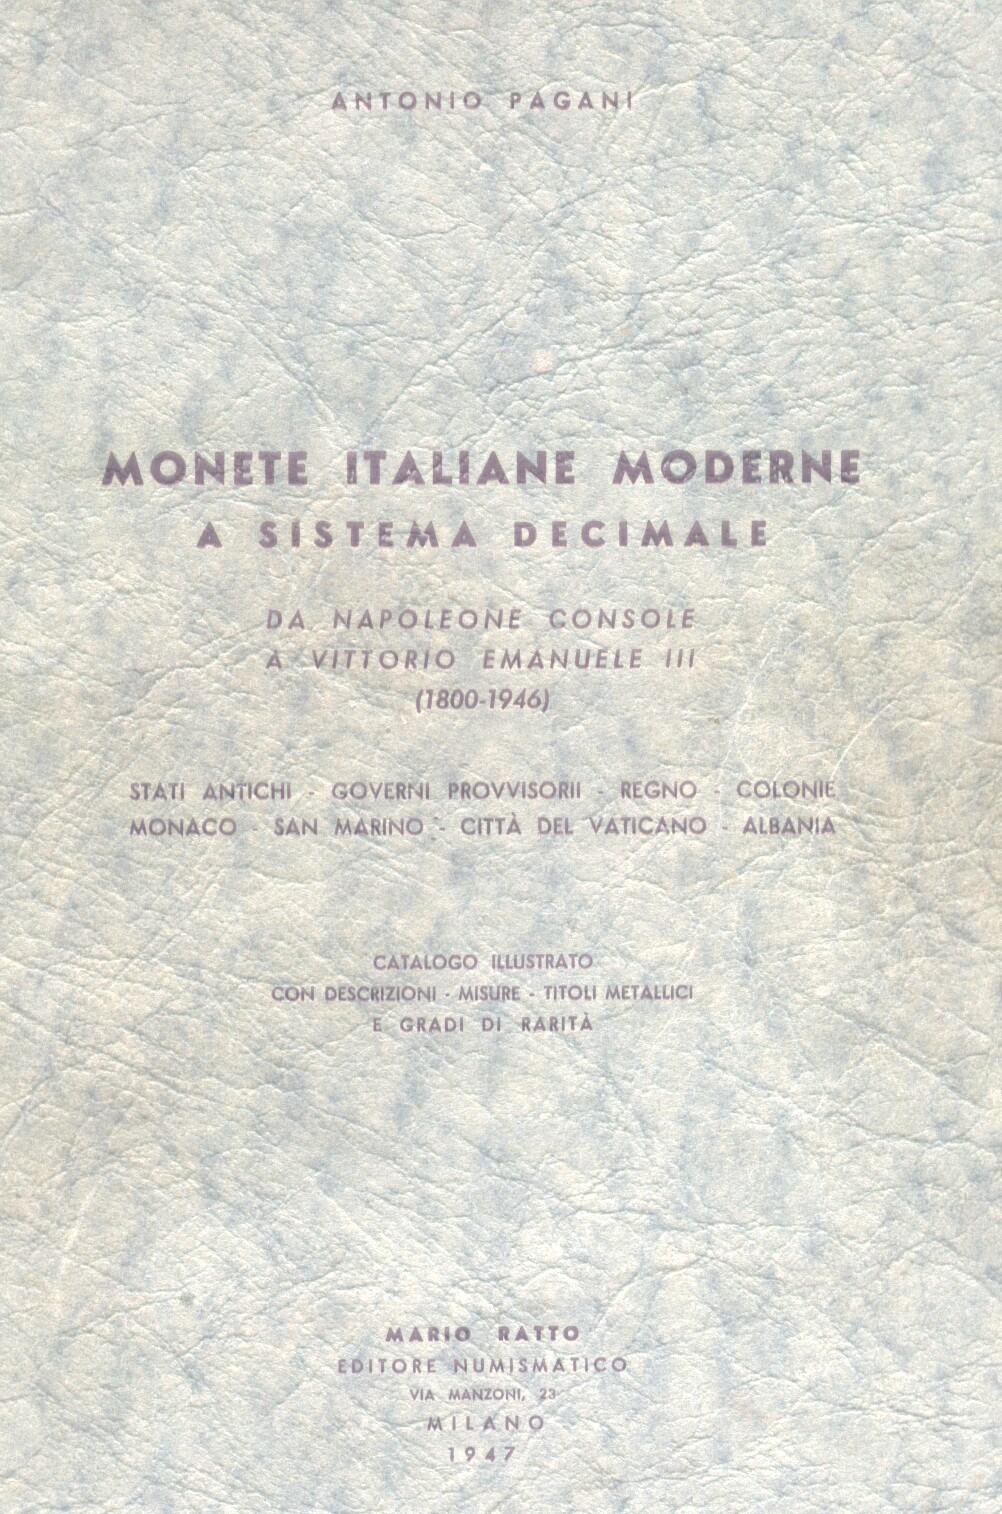 ANTONIO PAGANI
MONETE ITALIANE MODERNE
A SISTEMA DECIMALE
DA NAPOLEONE CONSOLE
A VITTORIO EMANUELE III
(1800-1946)
STATI ANTICHI - GOVERNI PROVVISORII - REGNO - COLONIE
MONACO - SAN MARINO - CITTÀ DEL VATICANO - ALBANIA
CATALOGO ILLUSTRATO
CON DESCRIZIONI - MISURE - TITOLI METALLICI
E GRADI DI RARITÀ
MARIO RATTO
EDITORE NUMISMATICO
VIA MANZONI, 23
MILANO
1947